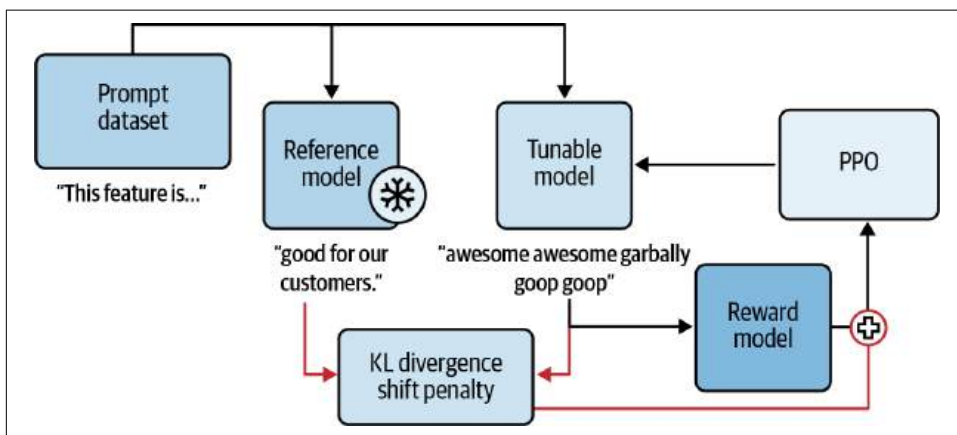 Prompt
dataset
"This feature is..."
Reference
model
"good for our
customers."
Tunable
model
"awesome awesome garbally
goop goop"
PPO
Reward
model
KL divergence
shift penalty